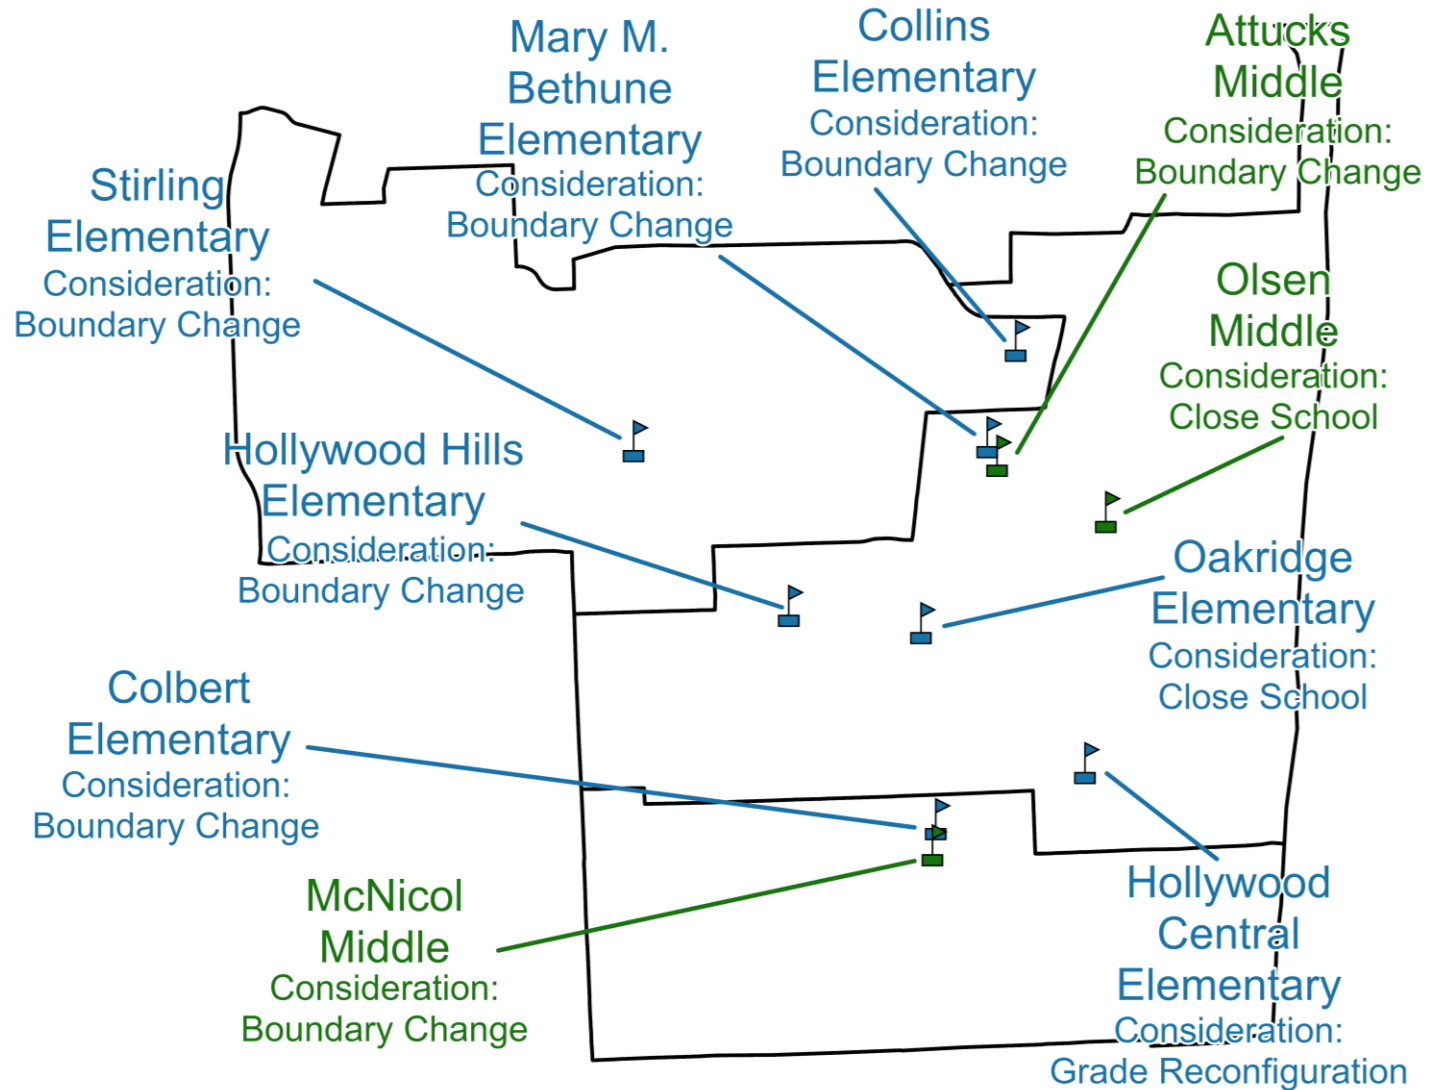 Mary M.
Bethune
Elementary
Consideration:
Boundary Change
Collins
Elementary
Consideration:
Boundary Change
Attucks
Middle
Consideration:
Boundary Change
Stirling
Elementary
Consideration:
Boundary Change
Olsen
Middle
Consideration:
Close School
Hollywood Hills
Elementary
Consideration:
Boundary Change
Oakridge
Elementary
Consideration:
Close School
Colbert
Elementary
Consideration:
Boundary Change
McNicol
Middle
Consideration:
Boundary Change
Hollywood
Central
Elementary
Consideration:
Grade Reconfiguration